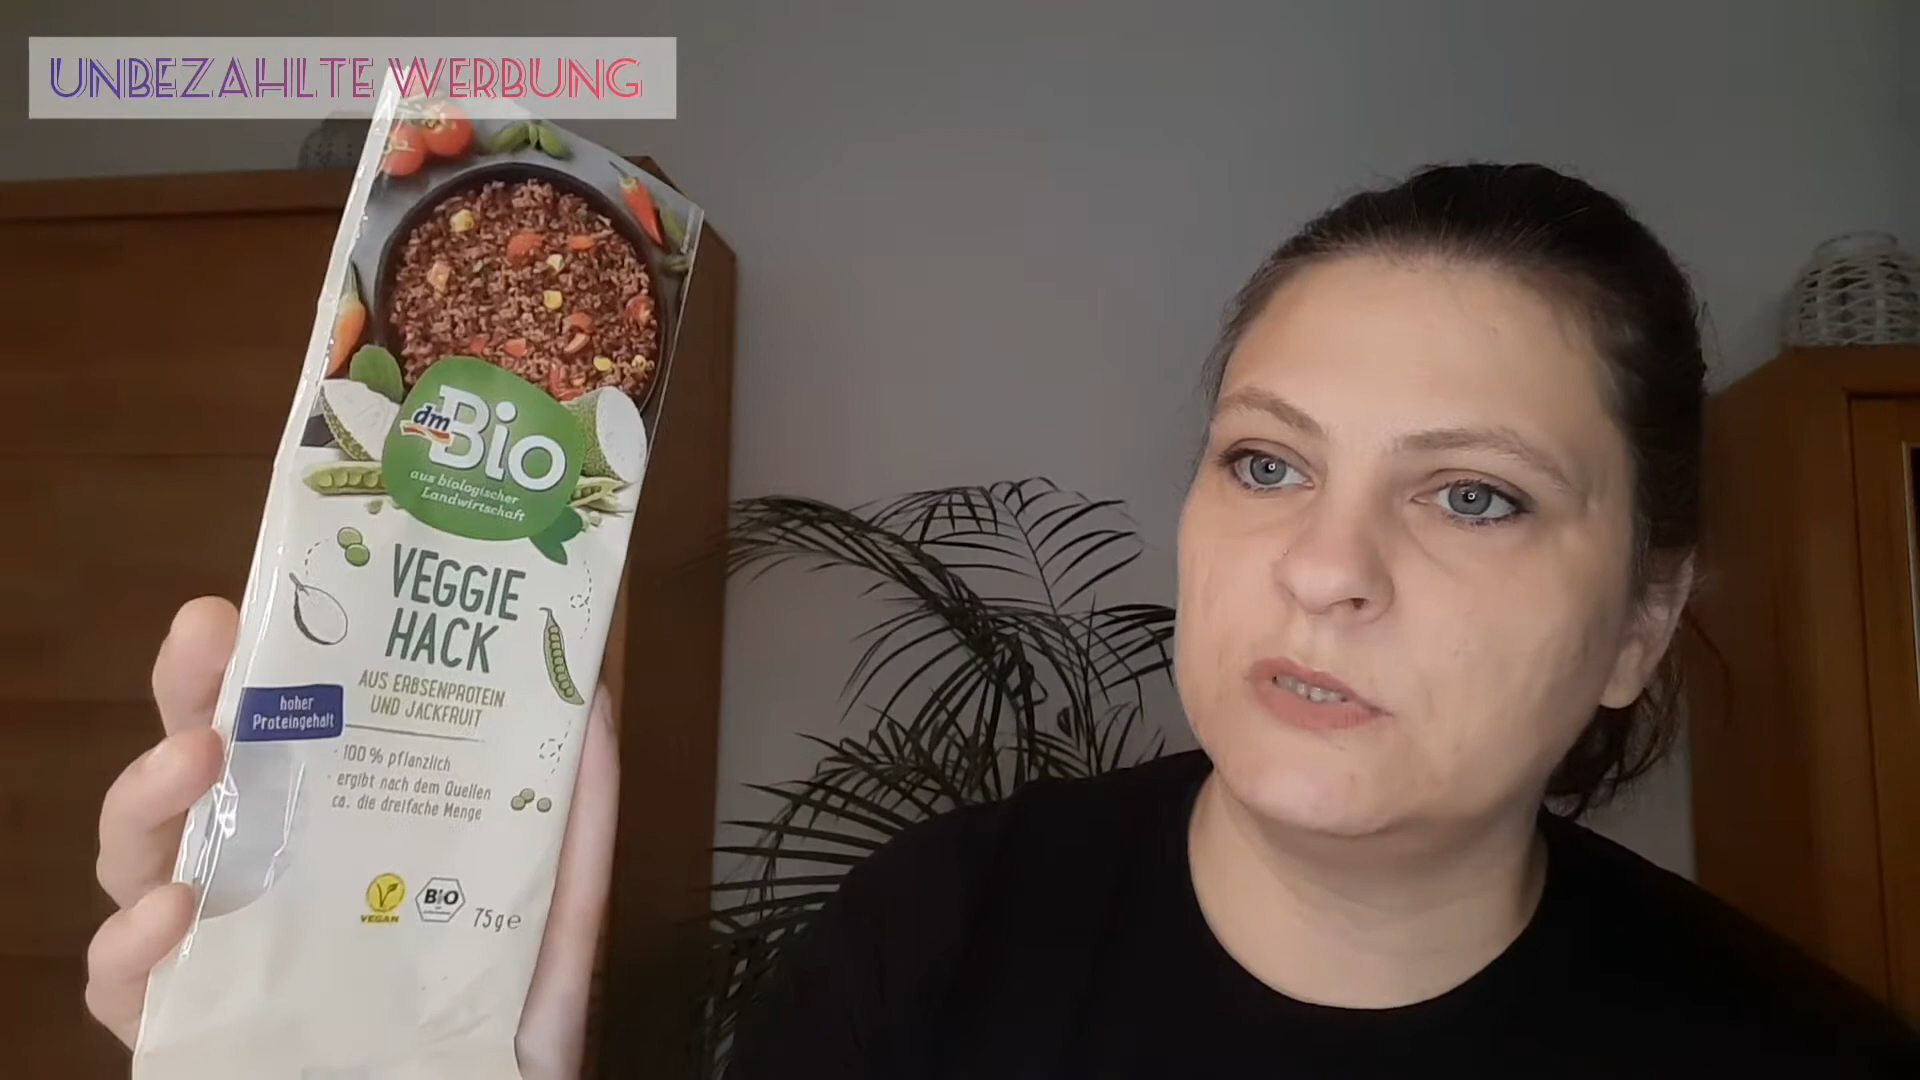 UNBEZAHLTE WERBUNG
dm Bio
aus biologischer
Landwirtschaft
VEGGIE
HACK
AUS ERBSENPROTEIN
UND JACKFRUIT
hoher
Proteingehalt
- 100 % pflanzlich
- ergibt nach dem Quellen
ca. die dreifache Menge
VEGAN
BIO
75 g e